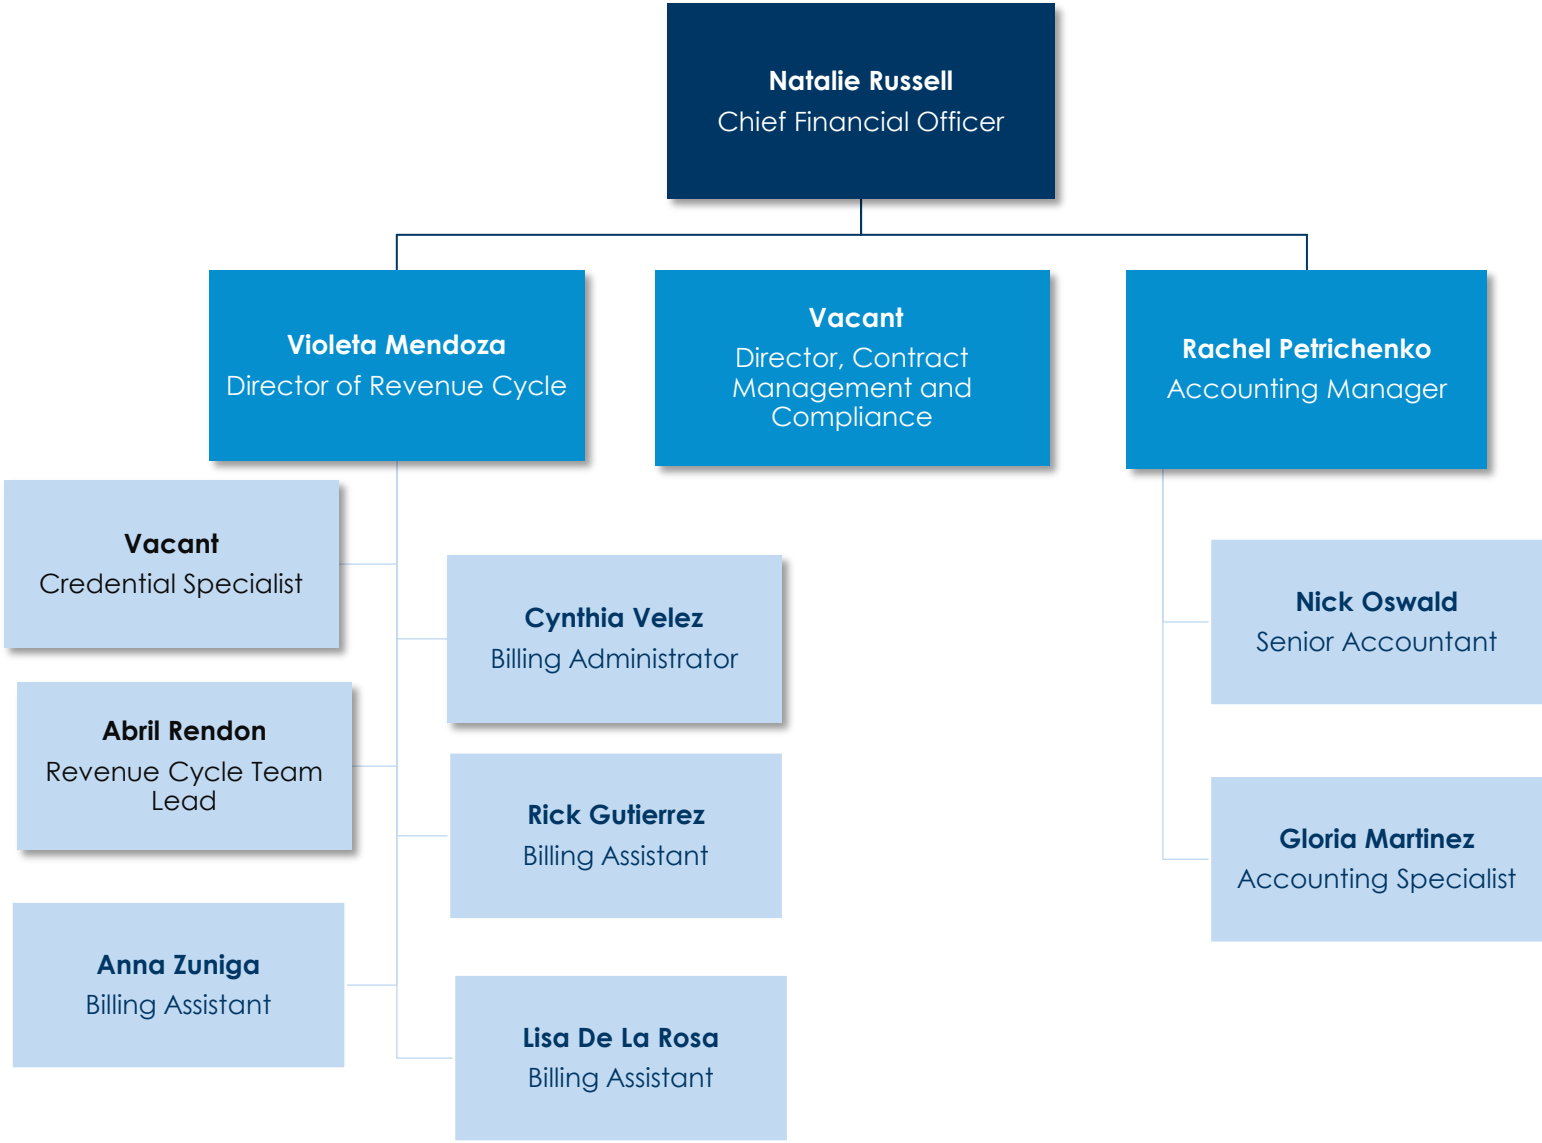 Natalie Russell
Chief Financial Officer
Violeta Mendoza
Director of Revenue Cycle
Vacant
Director, Contract
Management and
Compliance
Rachel Petrichenko
Accounting Manager
Vacant
Credential Specialist
Cynthia Velez
Billing Administrator
Abril Rendon
Revenue Cycle Team
Lead
Rick Gutierrez
Billing Assistant
Anna Zuniga
Billing Assistant
Lisa De La Rosa
Billing Assistant
Nick Oswald
Senior Accountant
Gloria Martinez
Accounting Specialist